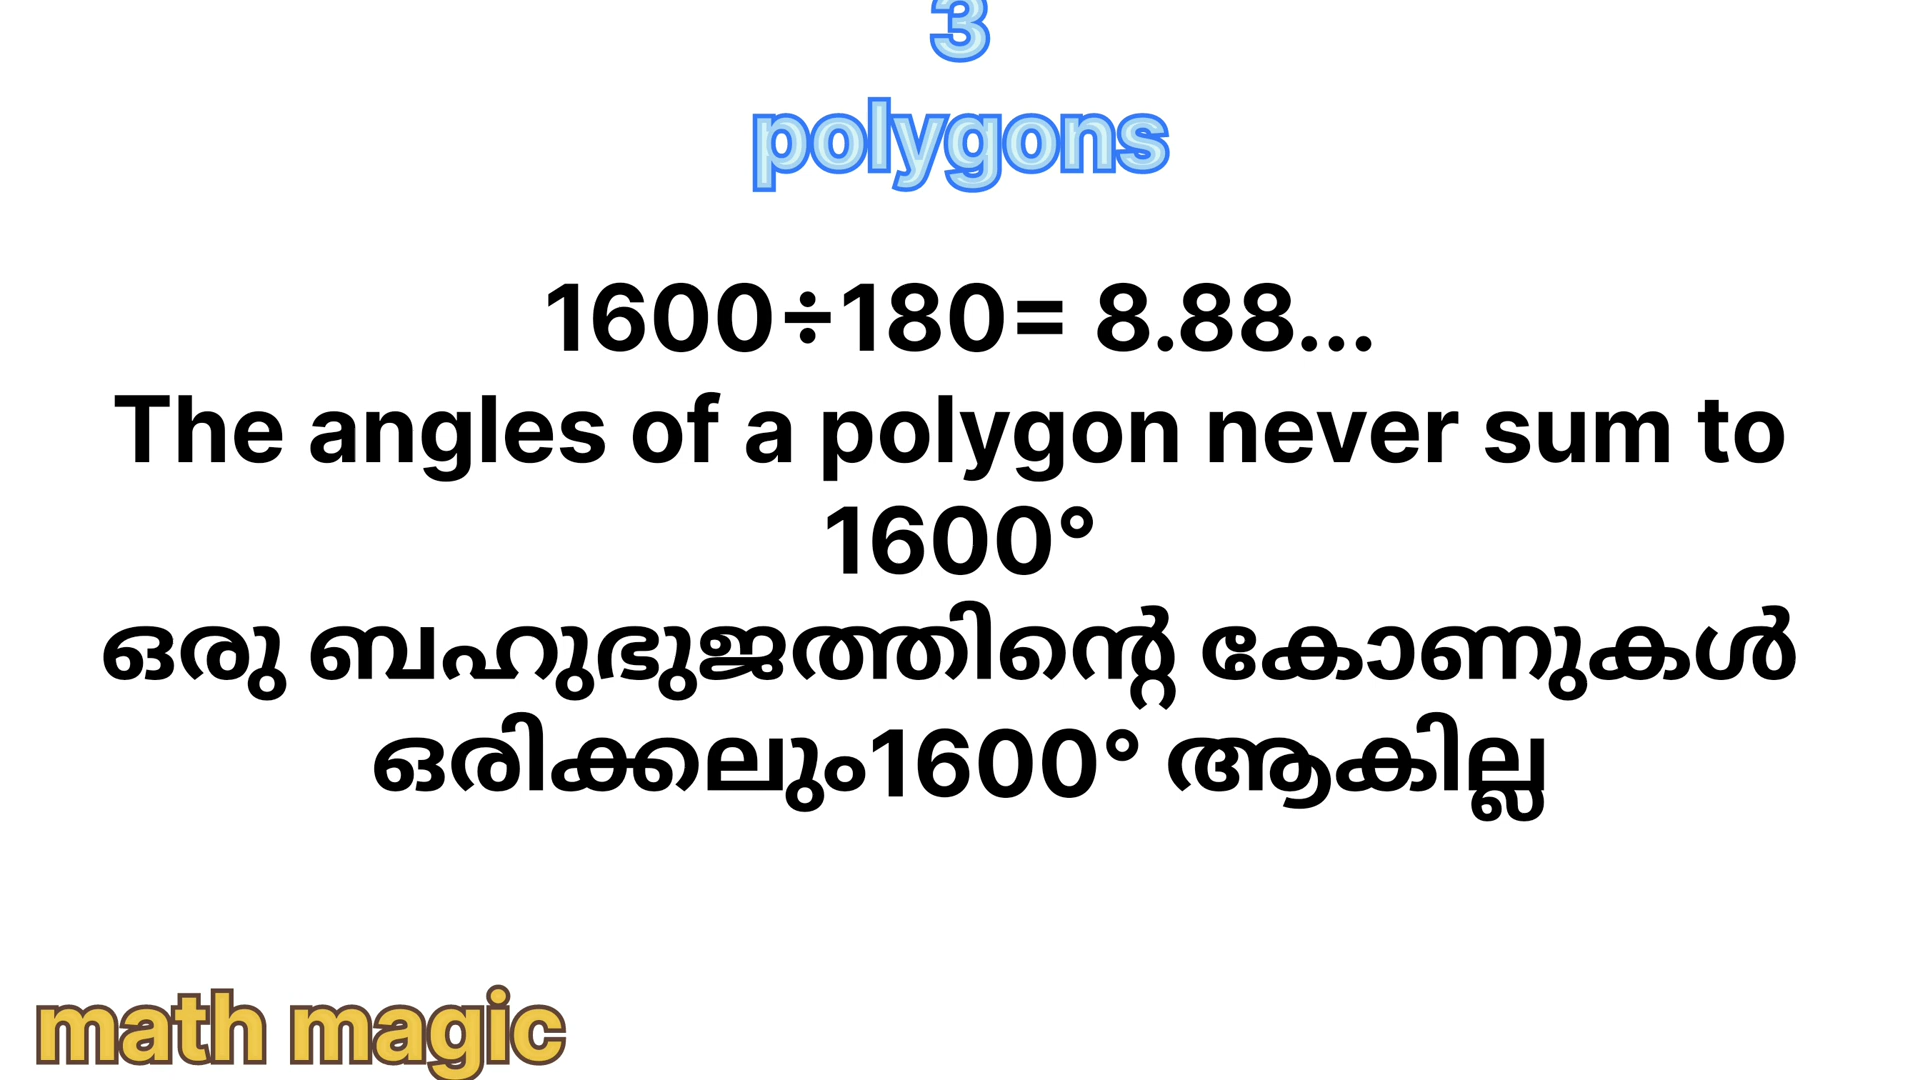 3
polygons
1600÷180= 8.88...
The angles of a polygon never sum to
1600°
ഒരു ബഹുഭുജത്തിന്റെ കോണുകൾ
ഒരിക്കലും1600° ആകില്ല
math magic